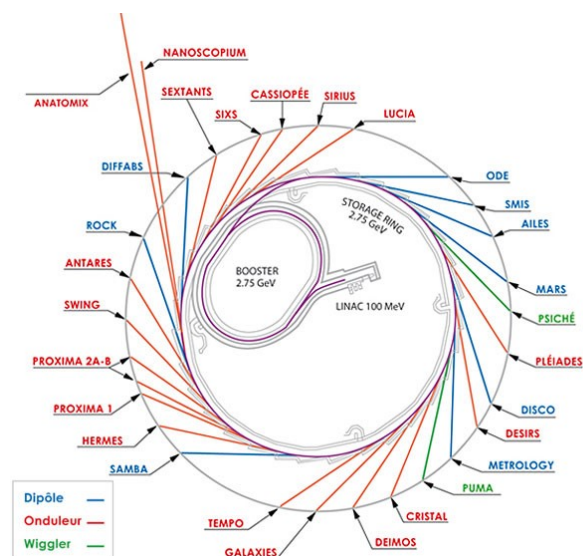 NANOSCOPIUM
ANATOMIX
SEXTANTS
CASSIOPÉE
SIRIUS
SIXS
LUCIA
DIFFABS
ODE
SMIS
AILES
ROCK
STORAGE RING
2.75 GeV
ANTARES
BOOSTER
2.75 GeV
MARS
SWING
LINAC 100 MeV
PSICHÉ
PLÉIADES
PROXIMA 2A-B
PROXIMA 1
DISCO
HERMES
DESIRS
SAMBA
METROLOGY
PUMA
CRISTAL
TEMPO
DEIMOS
GALAXIES
Dipôle
Onduleur
Wiggler